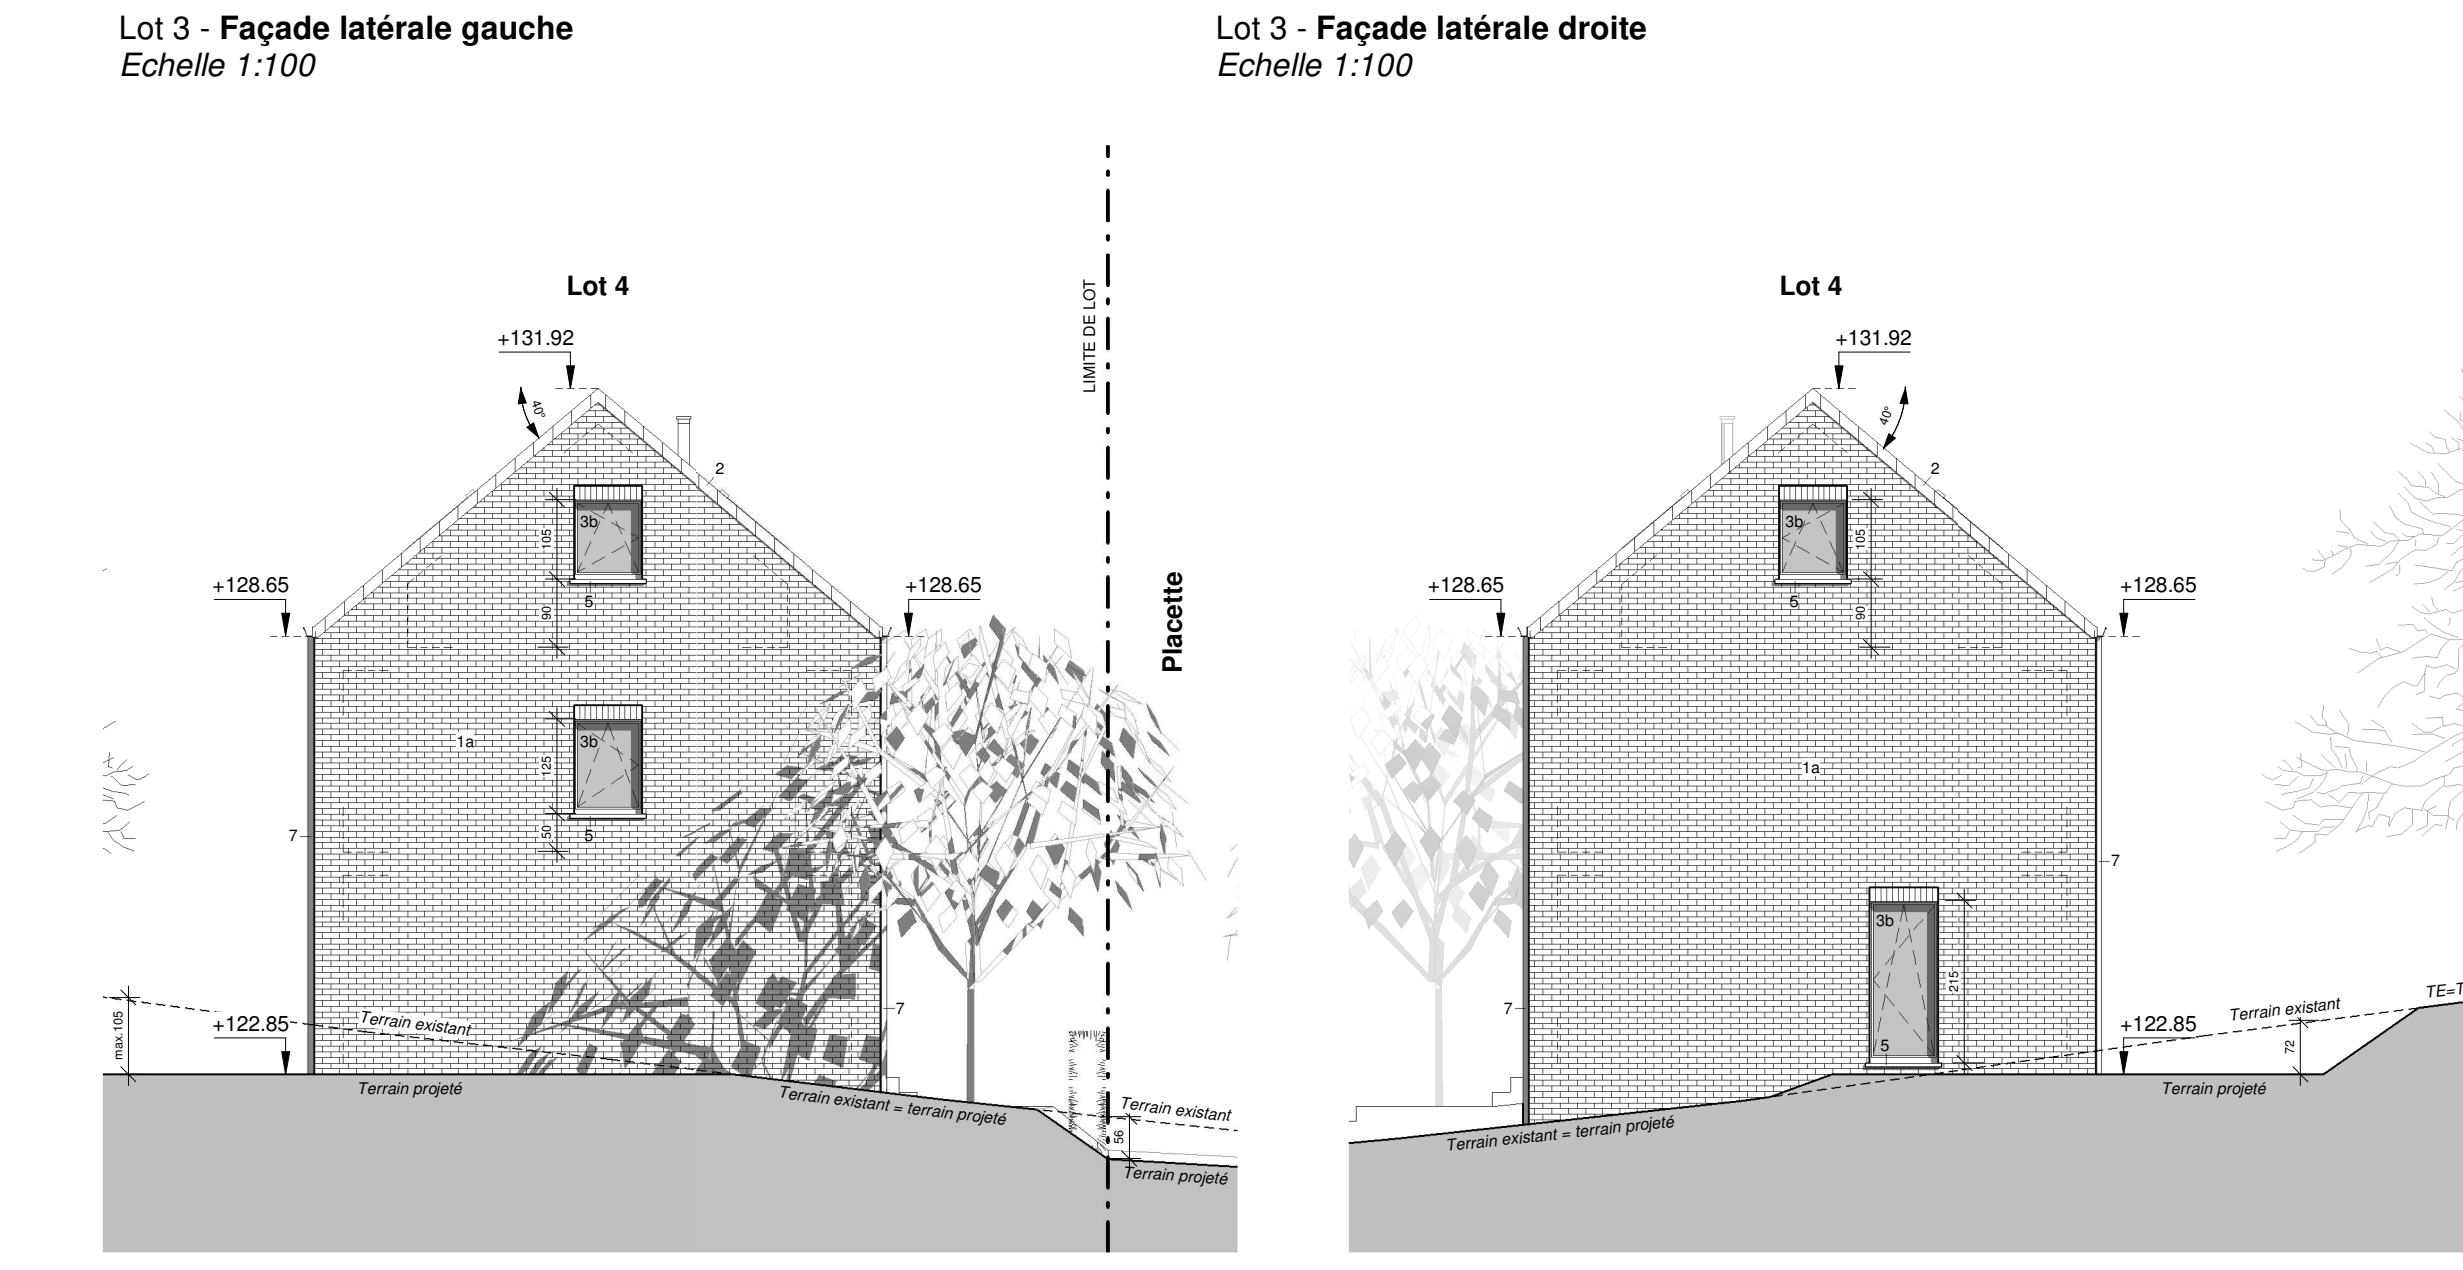 Lot 3 - Façade latérale gauche
Echelle 1:100
Lot 4
+131.92
40°
2
3b
105
5
90
+128.65
+128.65
LIMITE DE LOT
Placette
1a
3b
125
5
50
7
7
max.105
+122.85
Terrain existant
Terrain projeté
Terrain existant = terrain projeté
Terrain existant
56
Terrain projeté
Lot 3 - Façade latérale droite
Echelle 1:100
Lot 4
+131.92
40°
2
3b
105
5
90
+128.65
+128.65
1a
7
3b
215
5
7
+122.85
Terrain existant
TE=T
72
Terrain projeté
Terrain existant = terrain projeté